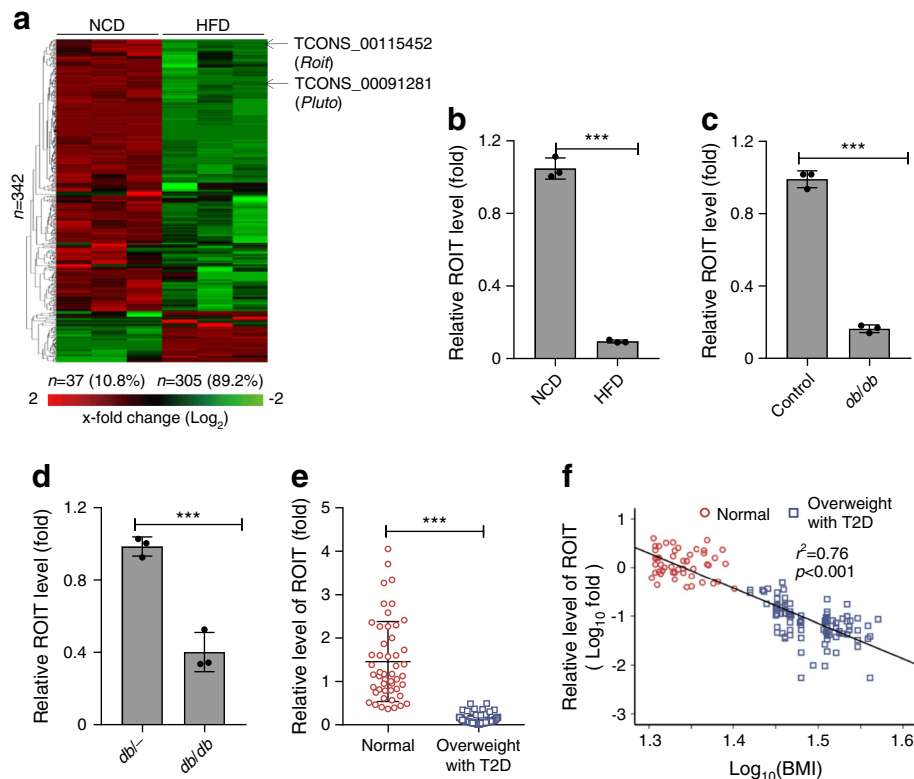 a
NCD HFD
TCONS_00115452
(Roit)
TCONS_00091281
(Pluto)
n=342
n=37 (10.8%) n=305 (89.2%)
2 -2
x-fold change (Log2)
b
Relative ROIT level (fold)
1.2
0.8
0.4
0
***
NCD
HFD
c
Relative ROIT level (fold)
1.2
0.8
0.4
0
***
Control
ob/ob
d
Relative ROIT level (fold)
1.2
0.8
0.4
0
***
db/–
db/db
e
Relative level of ROIT (fold)
5
4
3
2
1
0
***
Normal
Overweight
with T2D
f
Relative level of ROIT
( Log10 fold)
1
0
-1
-2
-3
Normal
Overweight
with T2D
r2=0.76
p<0.001
1.3 1.4 1.5 1.6
Log10(BMI)